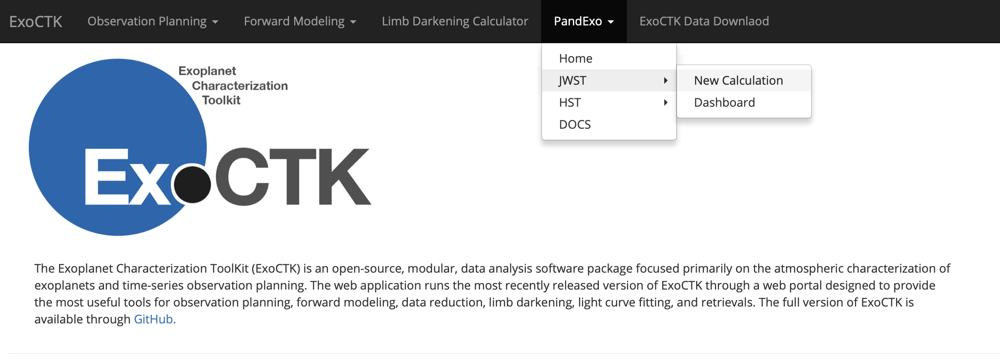 ExoCTK Observation Planning Forward Modeling Limb Darkening Calculator PandExo ExoCTK Data Downlaod
Home
JWST
HST
DOCS
New Calculation
Dashboard
Exoplanet
Characterization
Toolkit
ExoCTK
The Exoplanet Characterization ToolKit (ExoCTK) is an open-source, modular, data analysis software package focused primarily on the atmospheric characterization of
exoplanets and time-series observation planning. The web application runs the most recently released version of ExoCTK through a web portal designed to provide
the most useful tools for observation planning, forward modeling, data reduction, limb darkening, light curve fitting, and retrievals. The full version of ExoCTK is
available through GitHub.